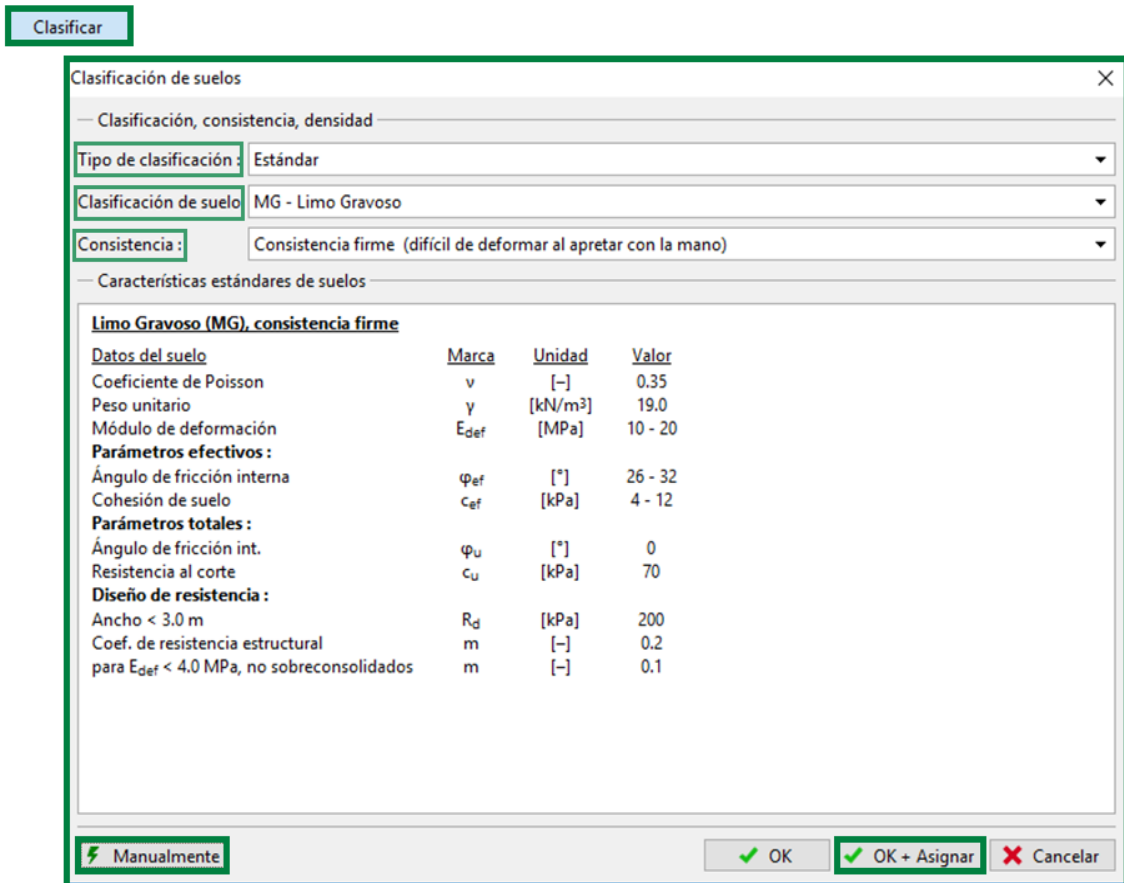 Clasificar
Clasificación de suelos
Clasificación, consistencia, densidad
Tipo de clasificación : Estándar
Clasificación de suelo MG - Limo Gravoso
Consistencia : Consistencia firme (difícil de deformar al apretar con la mano)
Características estándares de suelos
Limo Gravoso (MG), consistencia firme
Datos del suelo Marca Unidad Valor
Coeficiente de Poisson ν [–] 0.35
Peso unitario γ [kN/m³] 19.0
Módulo de deformación Edef [MPa] 10 - 20
Parámetros efectivos :
Ángulo de fricción interna φef [°] 26 - 32
Cohesión de suelo cef [kPa] 4 - 12
Parámetros totales :
Ángulo de fricción int. φu [°] 0
Resistencia al corte cu [kPa] 70
Diseño de resistencia :
Ancho < 3.0 m Rd [kPa] 200
Coef. de resistencia estructural m [–] 0.2
para Edef < 4.0 MPa, no sobreconsolidados m [–] 0.1
Manualmente OK OK + Asignar Cancelar